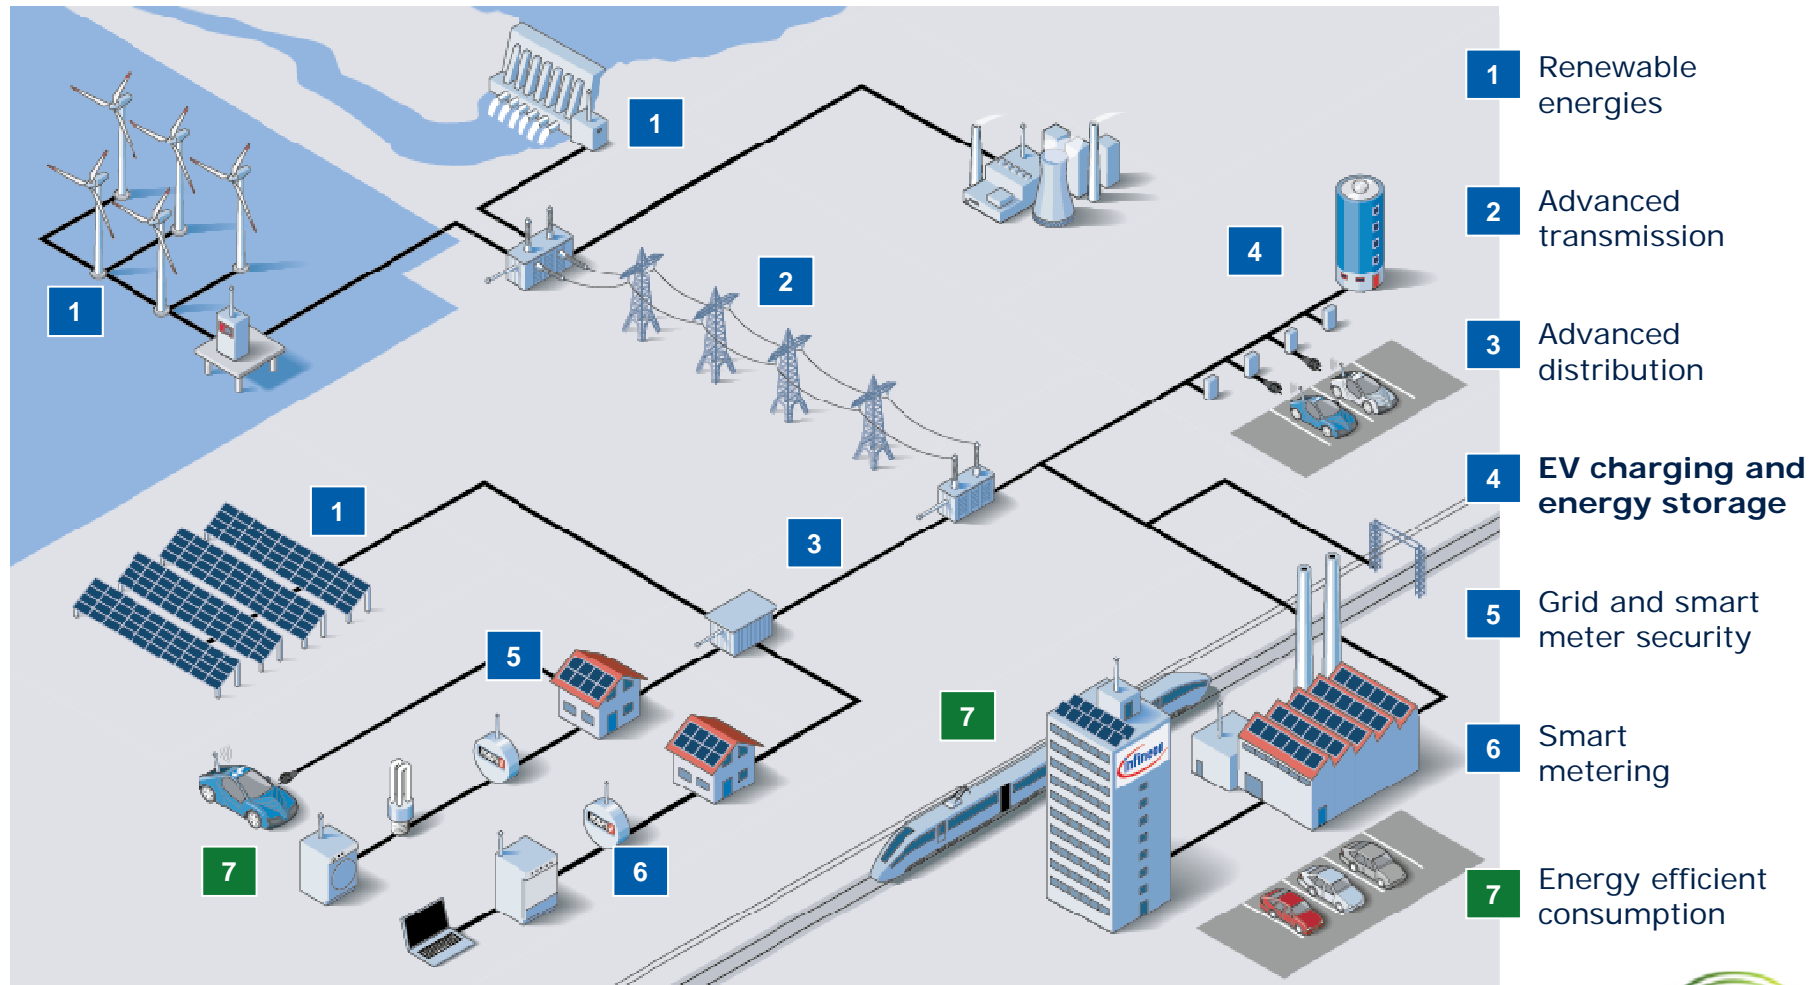 1 Renewable
energies
1
2 Advanced
transmission
4
2
1
3 Advanced
distribution
4 EV charging and
energy storage
1
3
5 Grid and smart
meter security
5
7
6 Smart
metering
infineon
7
6
7 Energy efficient
consumption